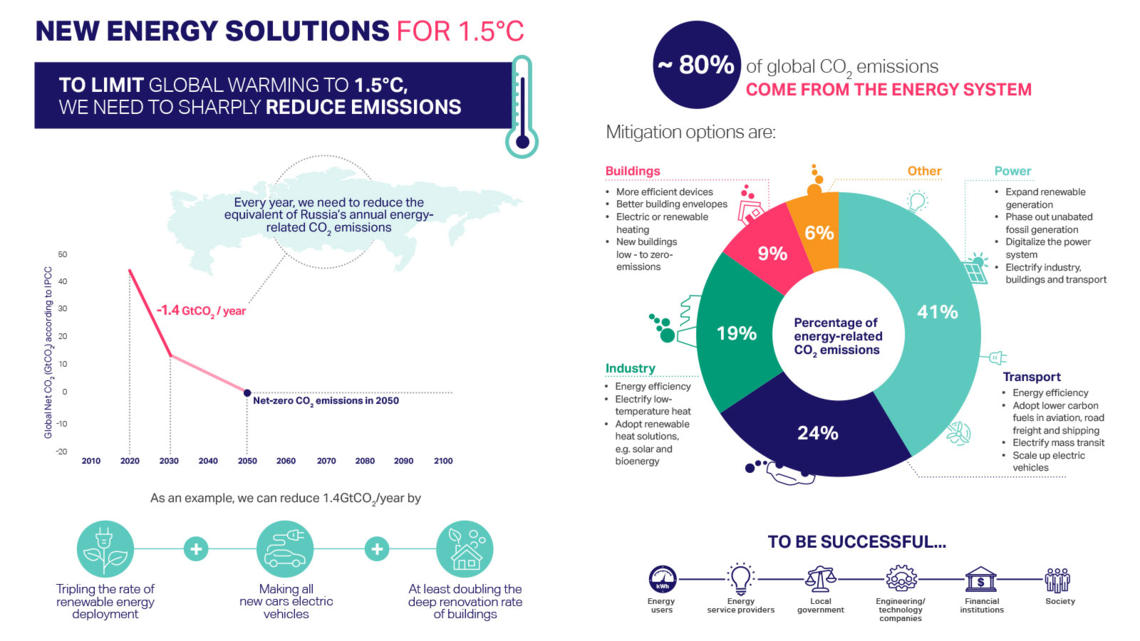 NEW ENERGY SOLUTIONS FOR 1.5°C
TO LIMIT GLOBAL WARMING TO 1.5°C,
WE NEED TO SHARPLY REDUCE EMISSIONS
Every year, we need to reduce the
equivalent of Russia's annual energy-
related CO₂ emissions
Global Net CO₂ (GtCO₂) according to IPCC
50
40
30
20
10
0
-10
-20
-1.4 GtCO₂ / year
Net-zero CO₂ emissions in 2050
2010 2020 2030 2040 2050 2060 2070 2080 2090 2100
As an example, we can reduce 1.4GtCO₂/year by
+
+
Tripling the rate of
renewable energy
deployment
Making all
new cars electric
vehicles
At least doubling the
deep renovation rate
of buildings
~ 80% of global CO₂ emissions
COME FROM THE ENERGY SYSTEM
Mitigation options are:
Buildings
• More efficient devices
• Better building envelopes
• Electric or renewable
heating
• New buildings
low - to zero-
emissions
Other
Power
• Expand renewable
generation
• Phase out unabated
fossil generation
• Digitalize the power
system
• Electrify industry,
buildings and transport
6%
9%
41%
19%
24%
Percentage of
energy-related
CO₂ emissions
Industry
• Energy efficiency
• Electrify low-
temperature heat
• Adopt renewable
heat solutions,
e.g. solar and
bioenergy
Transport
• Energy efficiency
• Adopt lower carbon
fuels in aviation, road
freight and shipping
• Electrify mass transit
• Scale up electric
vehicles
TO BE SUCCESSFUL...
kWh
$
Energy
users
Energy
service providers
Local
government
Engineering/
technology
companies
Financial
institutions
Society